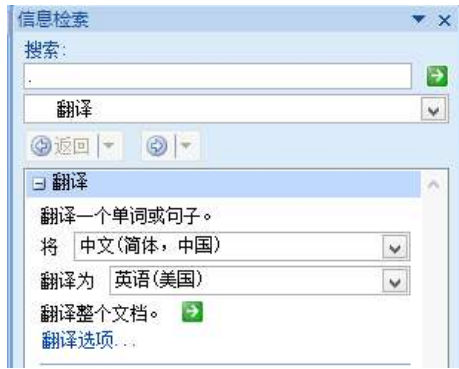 信息检索
搜索:
.
翻译
返回
翻译
翻译一个单词或句子。
将 中文(简体，中国)
翻译为 英语(美国)
翻译整个文档。
翻译选项...